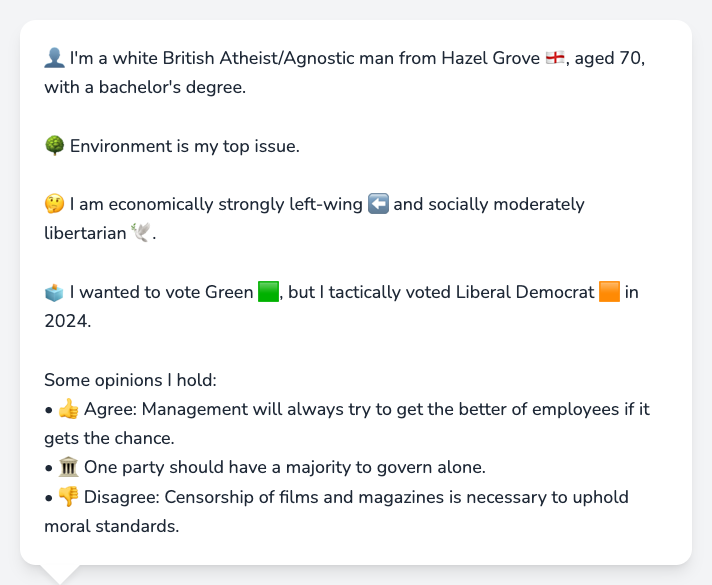 👤 I'm a white British Atheist/Agnostic man from Hazel Grove 🏴󠁧󠁢󠁥󠁮󠁧󠁿, aged 70,
with a bachelor's degree.
🌳 Environment is my top issue.
🤔 I am economically strongly left-wing ⬅️ and socially moderately
libertarian 🕊️.
🗳️ I wanted to vote Green 🟩, but I tactically voted Liberal Democrat 🟧 in
2024.
Some opinions I hold:
• 👍 Agree: Management will always try to get the better of employees if it
gets the chance.
• 🏛️ One party should have a majority to govern alone.
• 👎 Disagree: Censorship of films and magazines is necessary to uphold
moral standards.